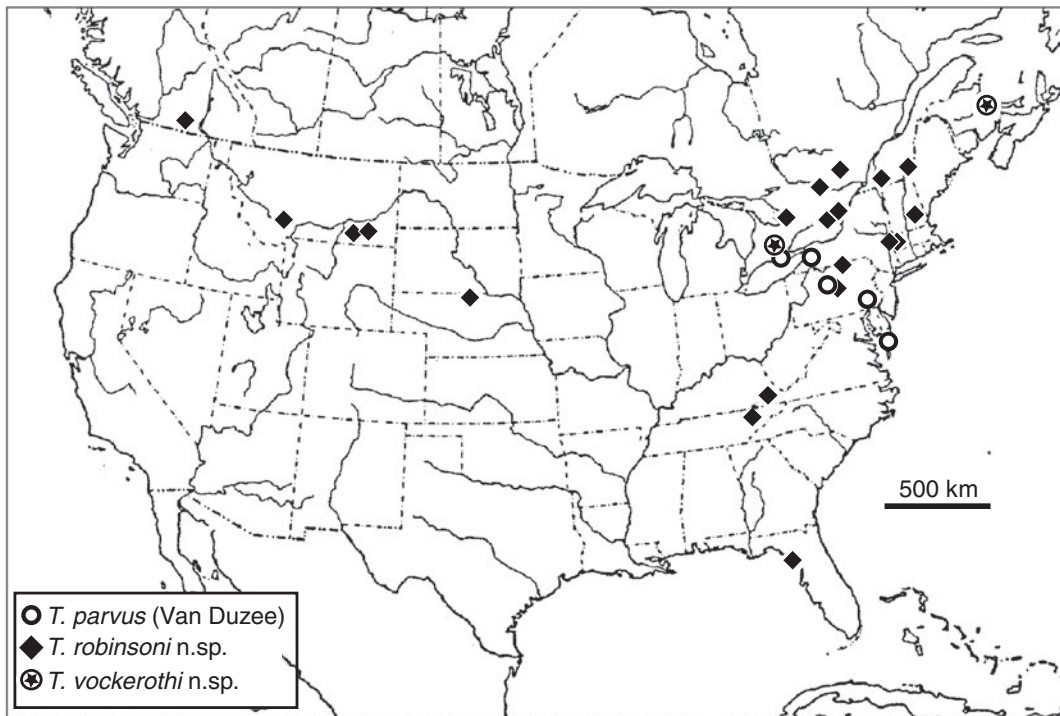 500 km
T. parvus (Van Duzee)
T. robinsoni n.sp.
T. vockerothi n.sp.